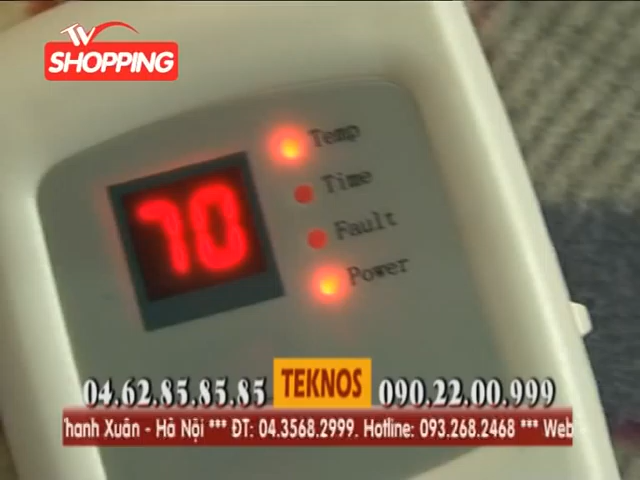 TV
SHOPPING
Temp
Time
70
Fault
Power
04.62.85.85.85 TEKNOS 090.22.00.999
Thanh Xuân - Hà Nội *** ĐT: 04.3568.2999. Hotline: 093.268.2468 *** Web